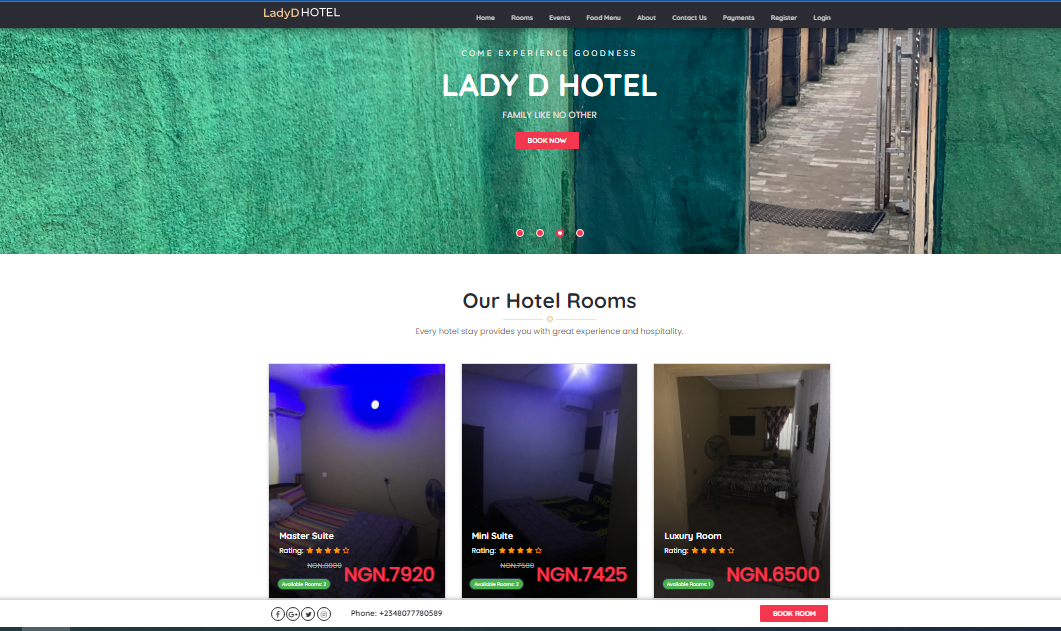 LadyD HOTEL
Home Rooms Events Food Menu About Contact Us Payments Register Login
COME EXPERIENCE GOODNESS
LADY D HOTEL
FAMILY LIKE NO OTHER
BOOK NOW
Our Hotel Rooms
Every hotel stay provides you with great experience and hospitality.
Master Suite
Rating:
NGN.8000
NGN.7920
Available Rooms: 2
Mini Suite
Rating:
NGN.7500
NGN.7425
Available Rooms: 2
Luxury Room
Rating:
NGN.6500
Available Rooms: 1
Phone: +2348077780589
BOOK ROOM